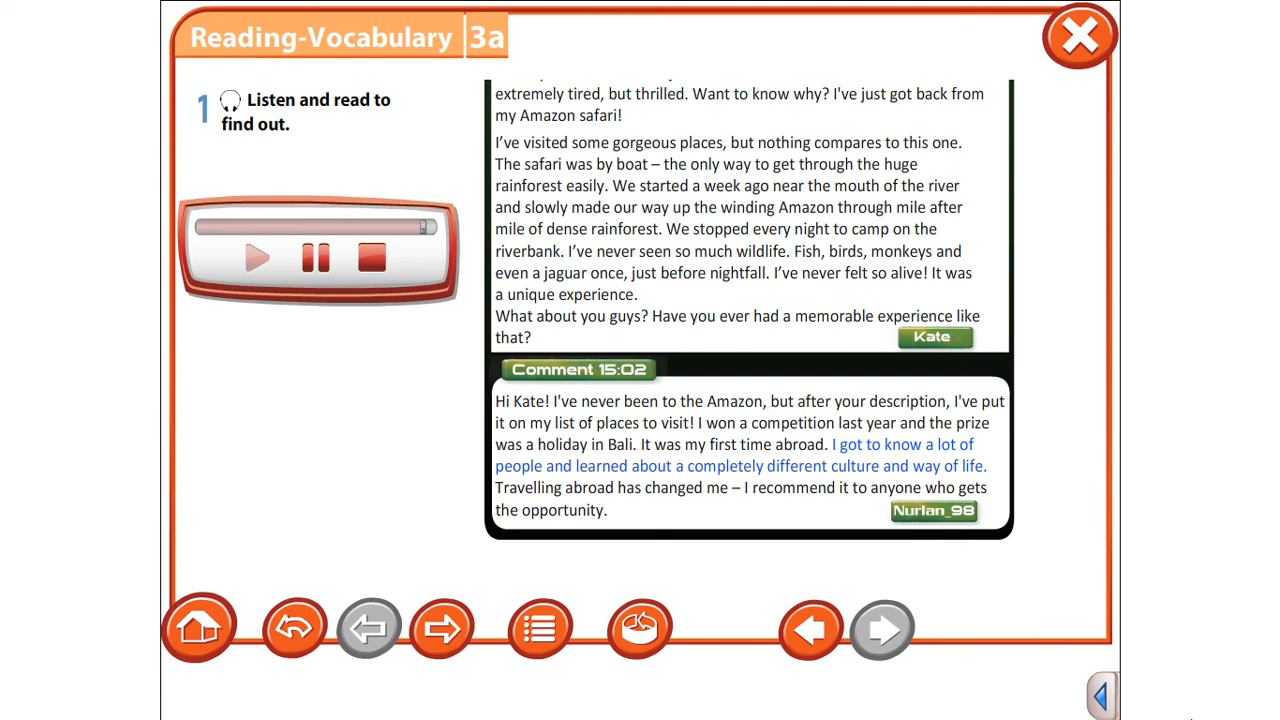 Reading-Vocabulary 3a
1 Listen and read to
find out.
extremely tired, but thrilled. Want to know why? I've just got back from
my Amazon safari!
I've visited some gorgeous places, but nothing compares to this one.
The safari was by boat – the only way to get through the huge
rainforest easily. We started a week ago near the mouth of the river
and slowly made our way up the winding Amazon through mile after
mile of dense rainforest. We stopped every night to camp on the
riverbank. I've never seen so much wildlife. Fish, birds, monkeys and
even a jaguar once, just before nightfall. I've never felt so alive! It was
a unique experience.
What about you guys? Have you ever had a memorable experience like
that?
Kate
Comment 15:02
Hi Kate! I've never been to the Amazon, but after your description, I've put
it on my list of places to visit! I won a competition last year and the prize
was a holiday in Bali. It was my first time abroad. I got to know a lot of
people and learned about a completely different culture and way of life.
Travelling abroad has changed me – I recommend it to anyone who gets
the opportunity.
Nurlan_98